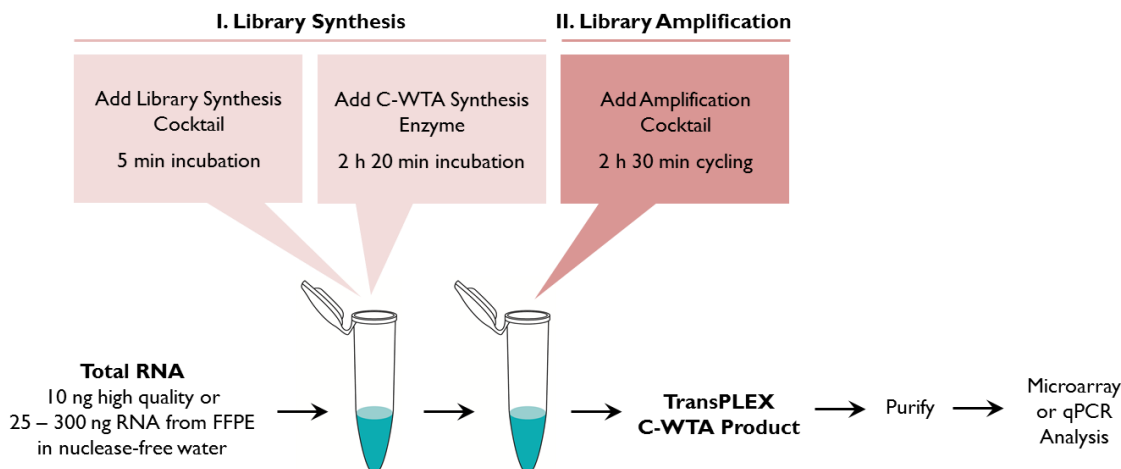 I. Library Synthesis
II. Library Amplification
Add Library Synthesis
Cocktail
5 min incubation
Add C-WTA Synthesis
Enzyme
2 h 20 min incubation
Add Amplification
Cocktail
2 h 30 min cycling
Total RNA
10 ng high quality or
25 – 300 ng RNA from FFPE
in nuclease-free water
TransPLEX
C-WTA Product
Purify
Microarray
or qPCR
Analysis